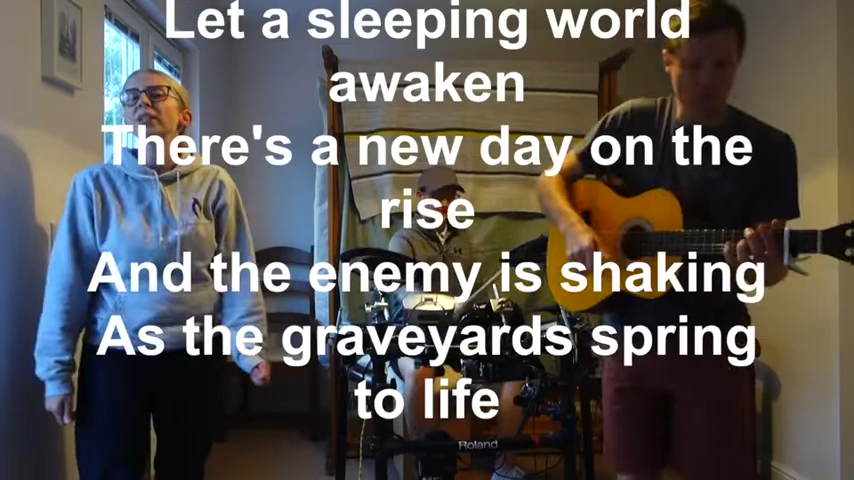 Let a sleeping world
awaken
There's a new day on the
rise
And the enemy is shaking
As the graveyards spring
to life
Roland